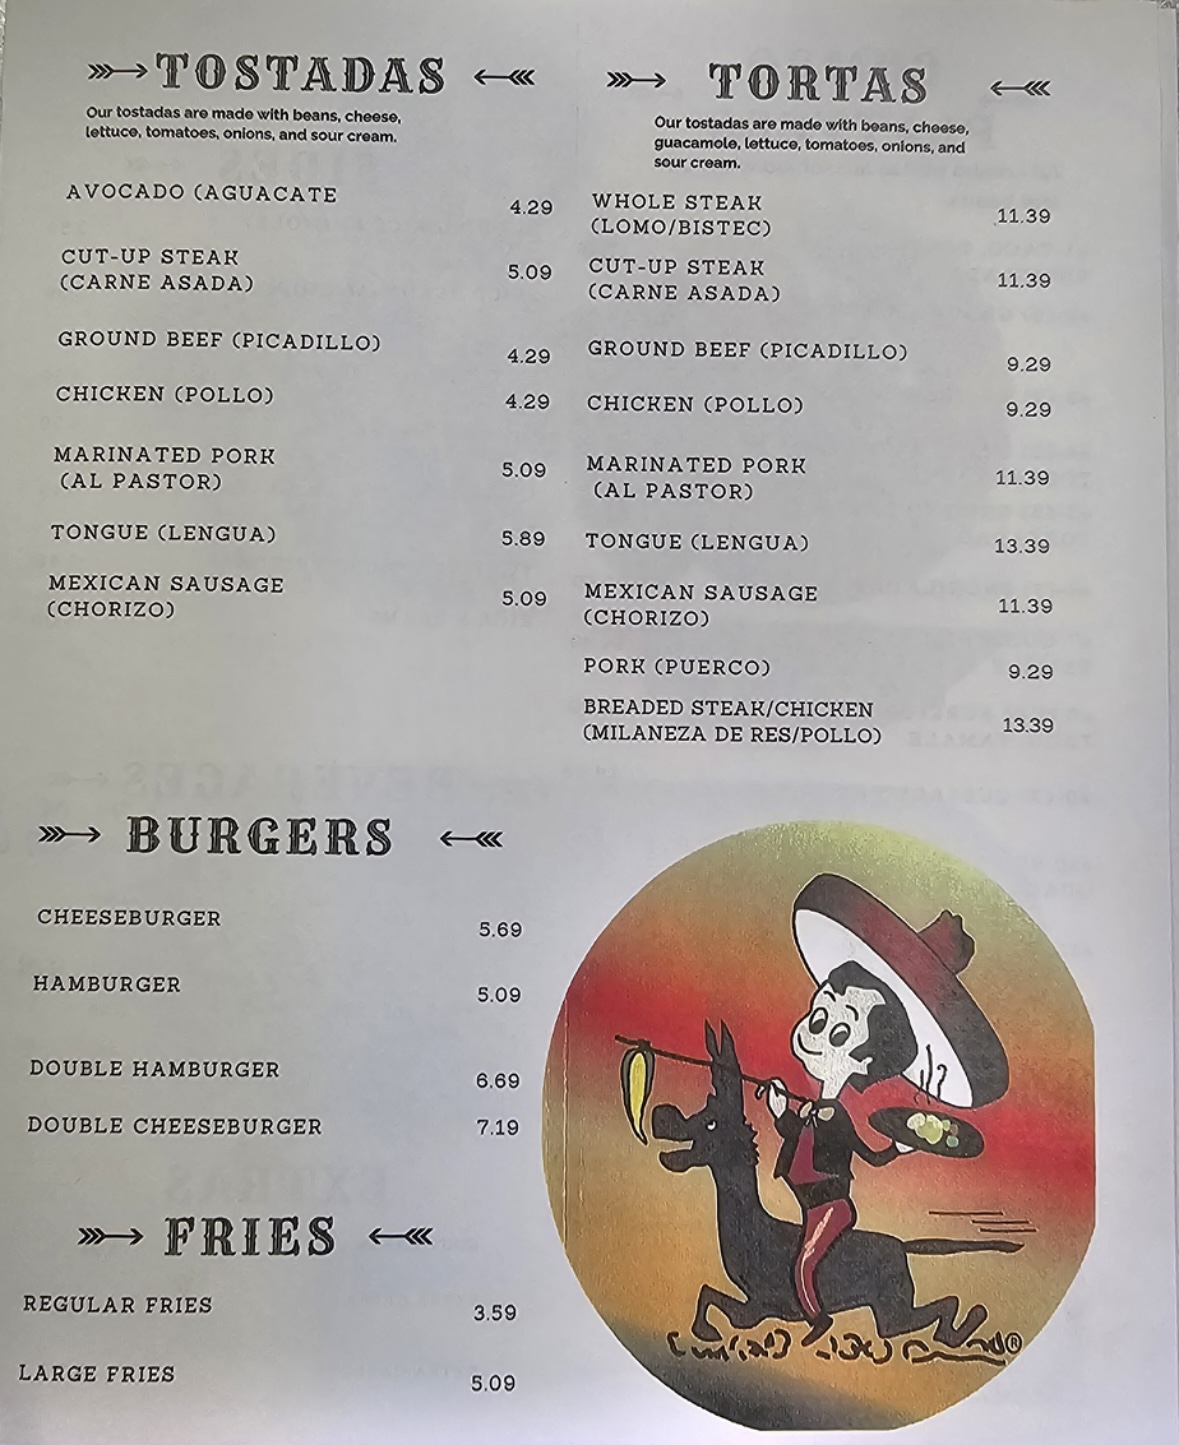 TOSTADAS
Our tostadas are made with beans, cheese,
lettuce, tomatoes, onions, and sour cream.
AVOCADO (AGUACATE
4.29
CUT-UP STEAK
(CARNE ASADA)
5.09
GROUND BEEF (PICADILLO)
4.29
CHICKEN (POLLO)
4.29
MARINATED PORK
(AL PASTOR)
5.09
TONGUE (LENGUA)
5.89
MEXICAN SAUSAGE
(CHORIZO)
5.09
TORTAS
Our tostadas are made with beans, cheese,
guacamole, lettuce, tomatoes, onions, and
sour cream.
WHOLE STEAK
(LOMO/BISTEC)
11.39
CUT-UP STEAK
(CARNE ASADA)
11.39
GROUND BEEF (PICADILLO)
9.29
CHICKEN (POLLO)
9.29
MARINATED PORK
(AL PASTOR)
11.39
TONGUE (LENGUA)
13.39
MEXICAN SAUSAGE
(CHORIZO)
11.39
PORK (PUERCO)
9.29
BREADED STEAK/CHICKEN
(MILANEZA DE RES/POLLO)
13.39
BURGERS
CHEESEBURGER
5.69
HAMBURGER
5.09
DOUBLE HAMBURGER
6.69
DOUBLE CHEESEBURGER
7.19
FRIES
REGULAR FRIES
3.59
LARGE FRIES
5.09
®